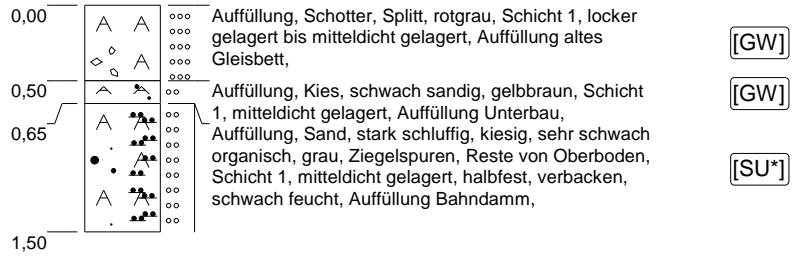 0,00
Auffüllung, Schotter, Splitt, rotgrau, Schicht 1, locker
gelagert bis mitteldicht gelagert, Auffüllung altes
Gleisbett,
[GW]
0,50
Auffüllung, Kies, schwach sandig, gelbbraun, Schicht
1, mitteldicht gelagert, Auffüllung Unterbau,
[GW]
0,65
Auffüllung, Sand, stark schluffig, kiesig, sehr schwach
organisch, grau, Ziegelspuren, Reste von Oberboden,
Schicht 1, mitteldicht gelagert, halbfest, verbacken,
schwach feucht, Auffüllung Bahndamm,
[SU*]
1,50